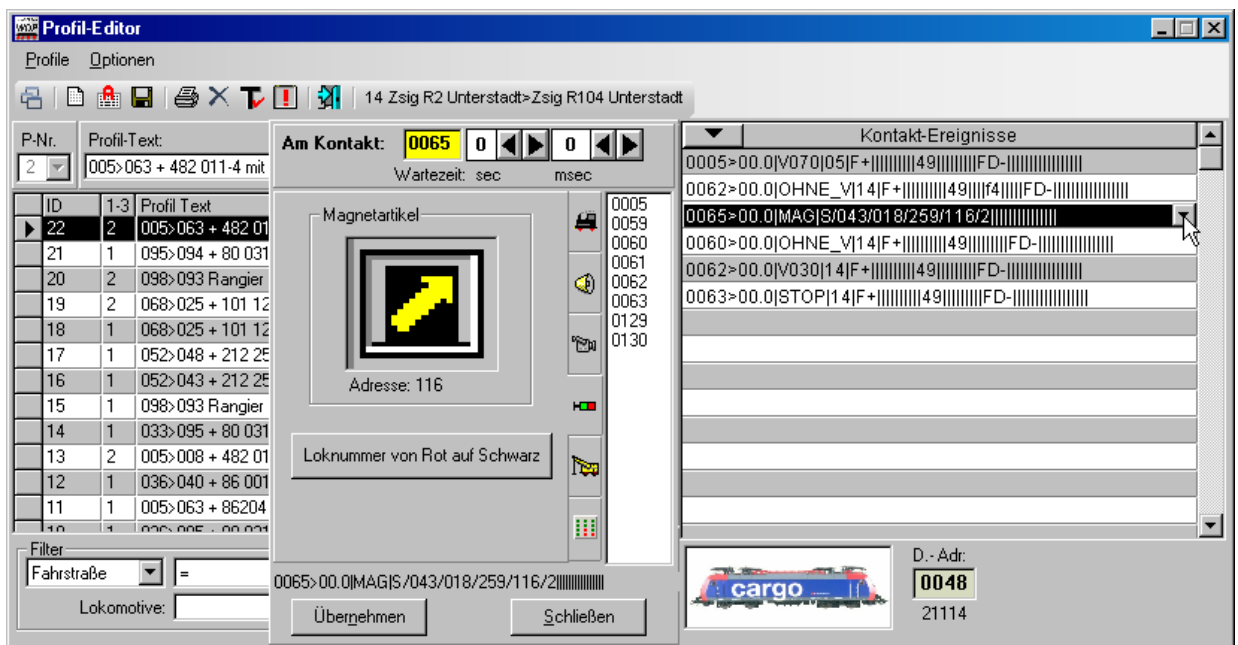 WDP Profil-Editor
Profile Optionen
14 Zsig R2 Unterstadt>Zsig R104 Unterstadt
P-Nr. Profil-Text:
2 005>063 + 482 011-4 mit
ID 1-3 Profil Text
22 2 005>063 + 482 01
21 1 095>094 + 80 031
20 2 098>093 Rangier
19 2 068>025 + 101 12
18 1 068>025 + 101 12
17 1 052>048 + 212 25
16 1 052>043 + 212 25
15 1 098>093 Rangier
14 1 033>095 + 80 031
13 2 005>008 + 482 01
12 1 036>040 + 86 001
11 1 005>063 + 86204
Filter
Fahrstraße =
Lokomotive:
Am Kontakt: 0065 0 0
Wartezeit: sec msec
Magnetartikel
Adresse: 116
Loknummer von Rot auf Schwarz
0005
0059
0060
0061
0062
0063
0129
0130
0065>00.0|MAG|S/043/018/259/116/2||||||||||||||
Übernehmen Schließen
Kontakt-Ereignisse
0005>00.0|V070|05|F+||||||||||49|||||||||FD-||||||||||||||||
0062>00.0|OHNE_V|14|F+||||||||||49||||f4|||||FD-||||||||||||||||
0065>00.0|MAG|S/043/018/259/116/2||||||||||||||
0060>00.0|OHNE_V|14|F+||||||||||49|||||||||FD-||||||||||||||||
0062>00.0|V030|14|F+||||||||||49|||||||||FD-||||||||||||||||
0063>00.0|STOP|14|F+||||||||||49|||||||||FD-||||||||||||||||
cargo
D.- Adr:
0048
21114